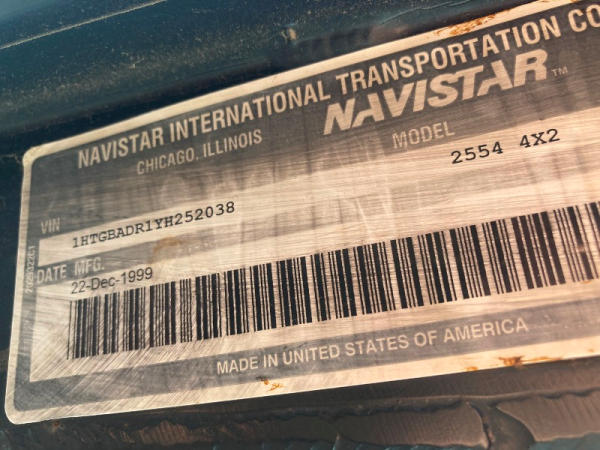 NAVISTAR INTERNATIONAL TRANSPORTATION CO
CHICAGO, ILLINOIS
NAVISTAR™
MODEL
2554 4X2
VIN
1HTGBADR1YH252038
DATE MFG.
22-Dec-1999
MADE IN UNITED STATES OF AMERICA